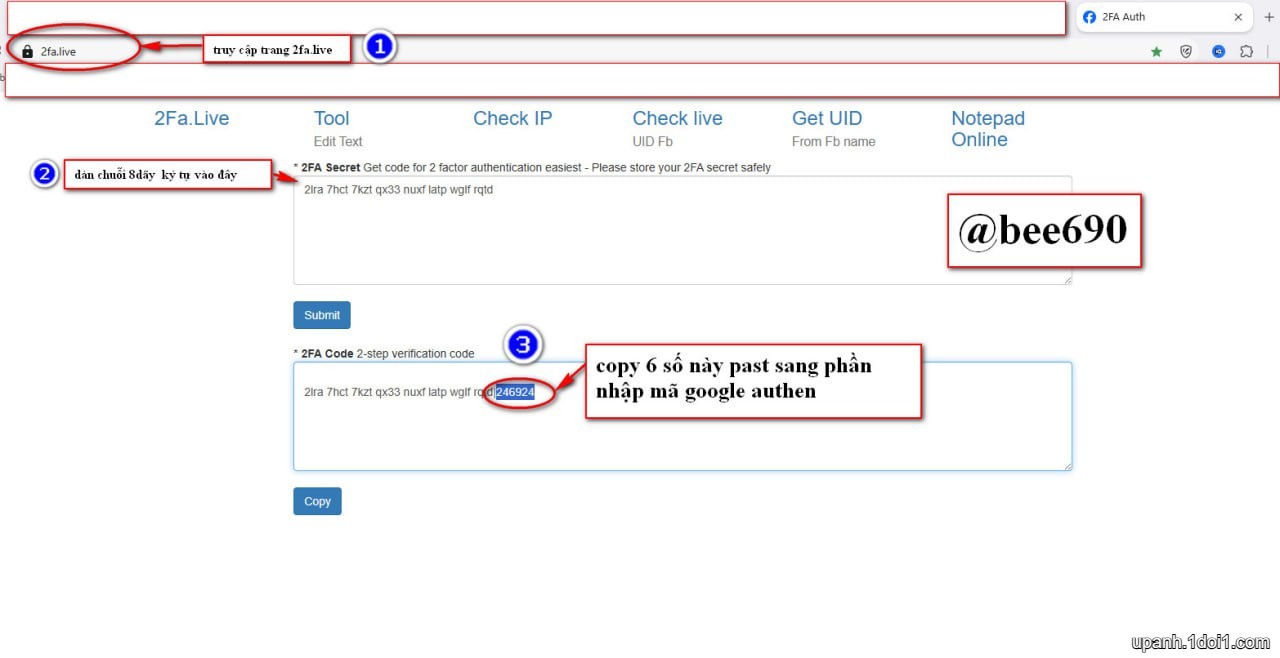 2FA Auth
2fa.live
truy cập trang 2fa.live
1
2Fa.Live
Tool
Edit Text
Check IP
Check live
UID Fb
Get UID
From Fb name
Notepad
Online
2
dán chuỗi 8dãy ký tự vào đây
* 2FA Secret Get code for 2 factor authentication easiest - Please store your 2FA secret safely
2lra 7hct 7kzt qx33 nuxf latp wglf rqtd
@bee690
Submit
* 2FA Code 2-step verification code
3
2lra 7hct 7kzt qx33 nuxf latp wglf rqtd|246924
copy 6 số này past sang phần
nhập mã google authen
Copy
upanh.1doi1.com